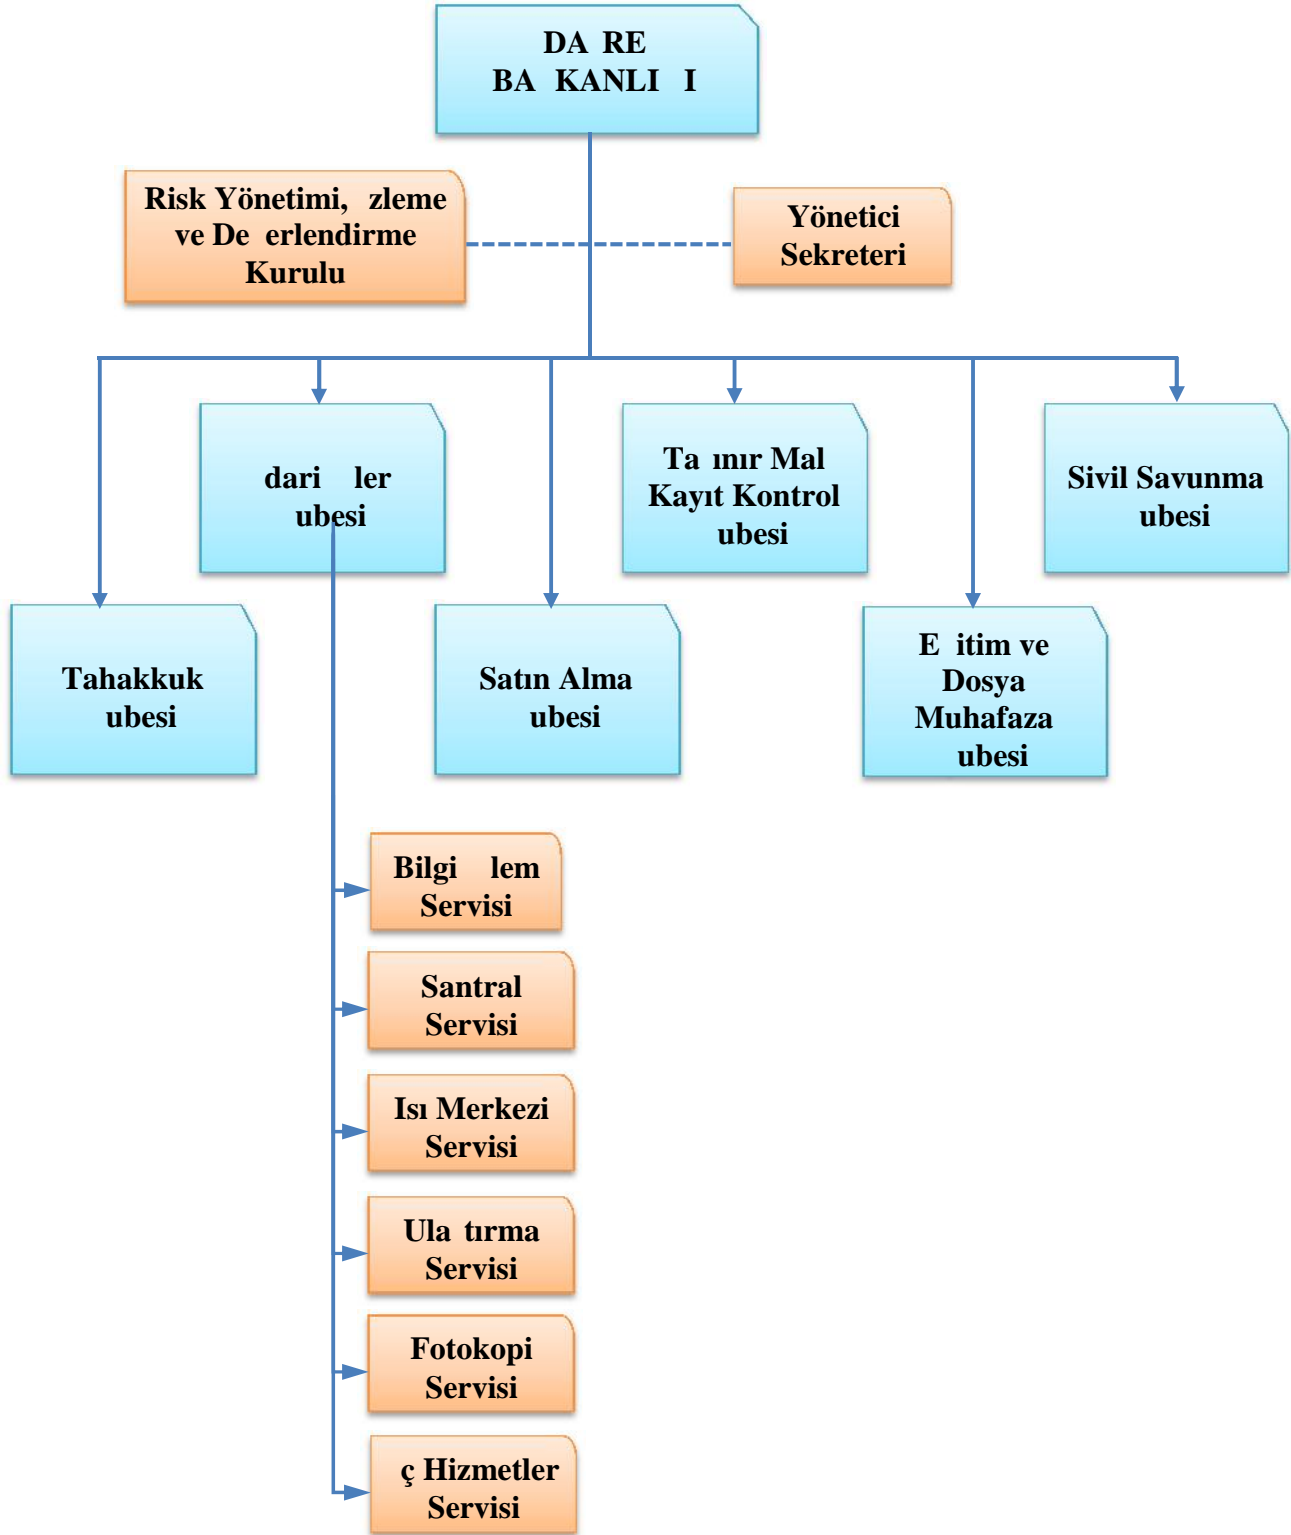 DA RE
BA KANLI I
Risk Yönetimi, zleme
ve De erlendirme
Kurulu
Yönetici
Sekreteri
dari ler
ubesi
Ta ınır Mal
Kayıt Kontrol
ubesi
Sivil Savunma
ubesi
Tahakkuk
ubesi
Satın Alma
ubesi
E itim ve
Dosya
Muhafaza
ubesi
Bilgi lem
Servisi
Santral
Servisi
Isı Merkezi
Servisi
Ula tırma
Servisi
Fotokopi
Servisi
ç Hizmetler
Servisi